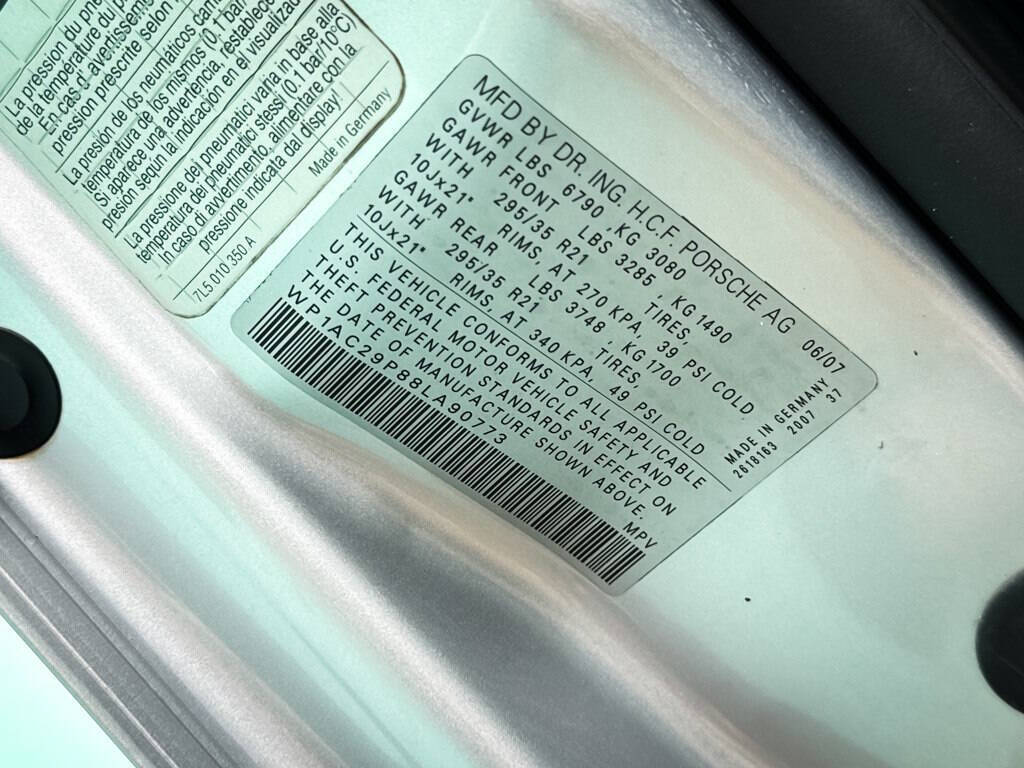 La pression du pne
de la température du p
En cas d'avertissemen
pression prescrite selon
La presión de los neumáticos cam
temperatura de los mismos (0,1 bar
Si aparece una advertencia, restablece
presión según la indicación en el visualizad
La pressione dei pneumatici varia in base alla
temperatura dei pneumatici stessi (0,1 bar/10°C)
In caso di avvertimento, alimentare con la
pressione indicata da display!
Made in Germany
7L5 010 350 A
MFD BY DR. ING. H.C.F. PORSCHE AG 06/07
GVWR LBS 6790 ,KG 3080
GAWR FRONT LBS 3285 , KG 1490
WITH 295/35 R21 TIRES,
10Jx21" RIMS, AT 270 KPA, 39 PSI COLD
GAWR REAR LBS 3748 , KG 1700
WITH 295/35 R21 TIRES,
10Jx21" RIMS, AT 340 KPA, 49 PSI COLD
MADE IN GERMANY
2618163 2007 37
THIS VEHICLE CONFORMS TO ALL APPLICABLE
U.S. FEDERAL MOTOR VEHICLE SAFETY AND
THEFT PREVENTION STANDARDS IN EFFECT ON
THE DATE OF MANUFACTURE SHOWN ABOVE.
WP1AC29P88LA90773 MPV